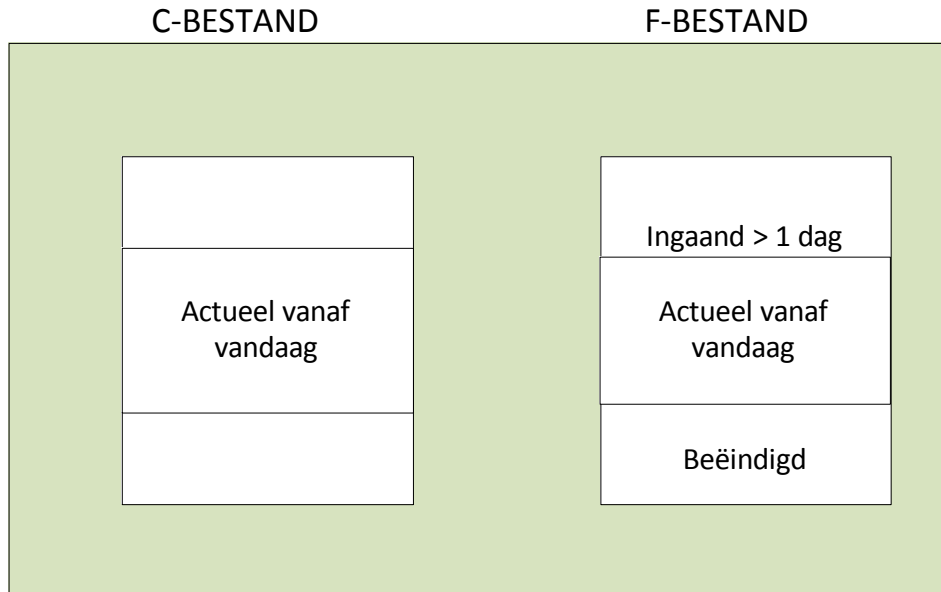 C-BESTAND
F-BESTAND
Ingaand > 1 dag
Actueel vanaf
vandaag
Actueel vanaf
vandaag
Beëindigd